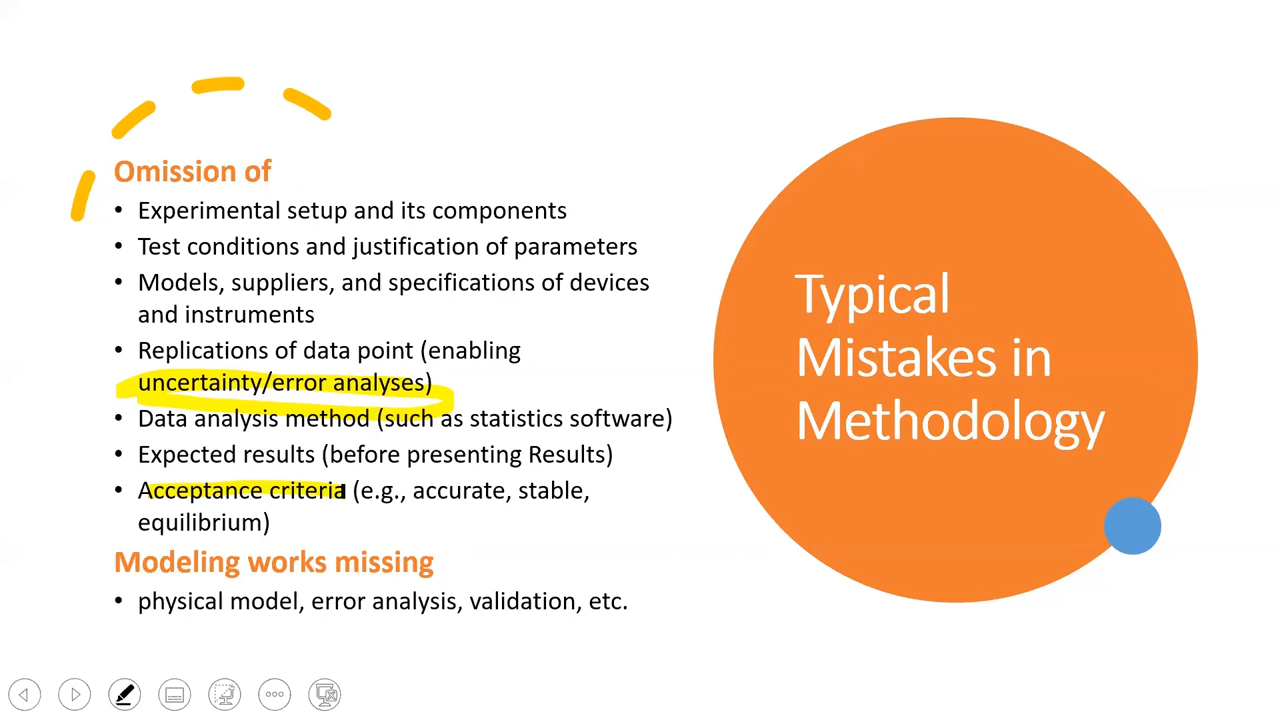 Omission of
• Experimental setup and its components
• Test conditions and justification of parameters
• Models, suppliers, and specifications of devices
and instruments
• Replications of data point (enabling
uncertainty/error analyses)
• Data analysis method (such as statistics software)
• Expected results (before presenting Results)
• Acceptance criteria (e.g., accurate, stable,
equilibrium)
Modeling works missing
• physical model, error analysis, validation, etc.
Typical
Mistakes in
Methodology